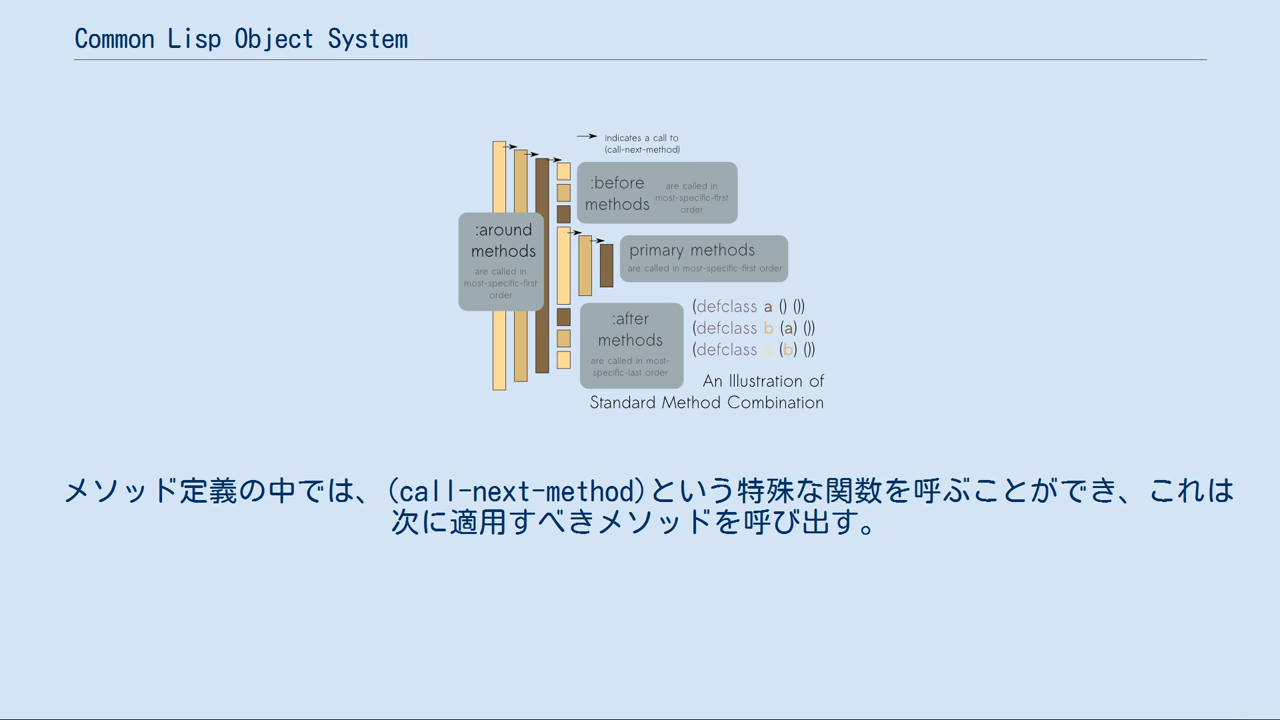 Common Lisp Object System
indicates a call to
(call-next-method)
:before
methods
are called in
most-specific-first
order
:around
methods
are called in
most-specific-first
order
primary methods
are called in most-specific-first order
:after
methods
are called in most-
specific-last order
(defclass a () ())
(defclass b (a) ())
(defclass c (b) ())
An Illustration of
Standard Method Combination
メソッド定義の中では、(call-next-method)という特殊な関数を呼ぶことができ、これは
次に適用すべきメソッドを呼び出す。